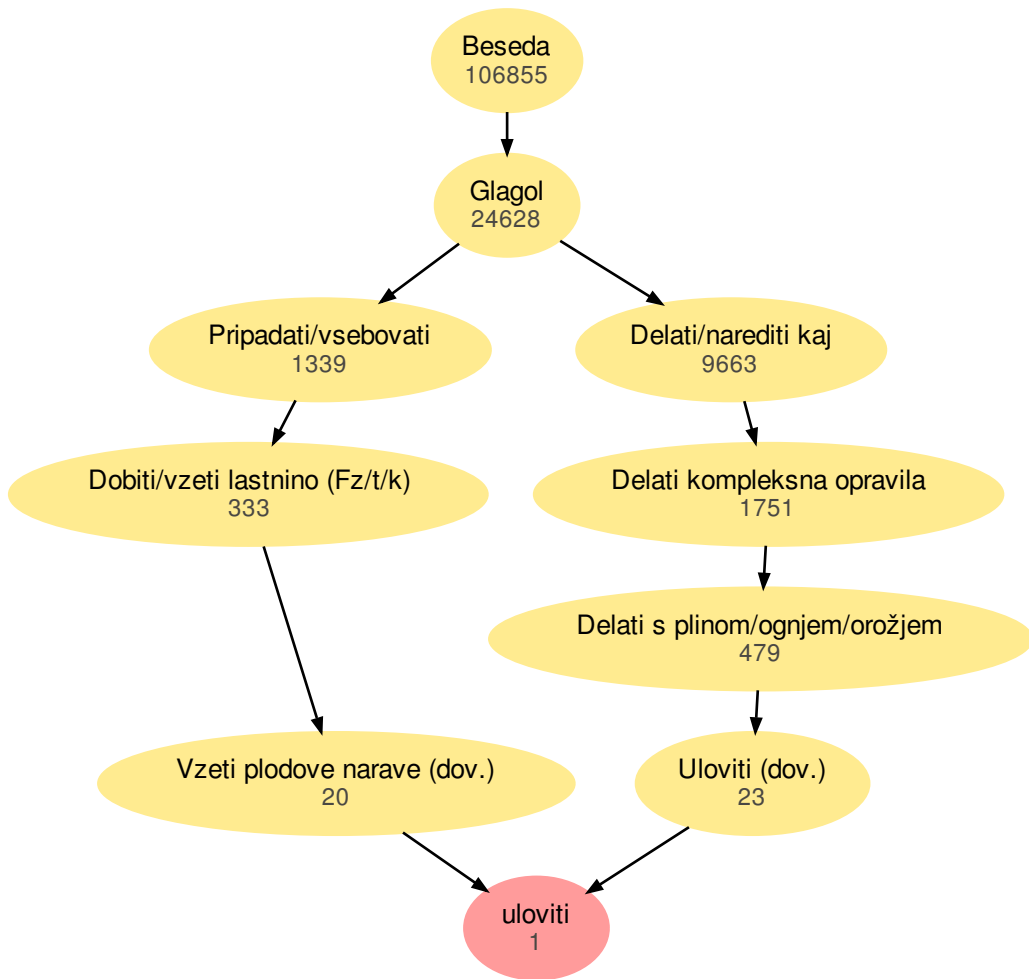 Beseda
106855
Glagol
24628
Pripadati/vsebovati
1339
Delati/narediti kaj
9663
Dobiti/vzeti lastnino (Fz/t/k)
333
Delati kompleksna opravila
1751
Delati s plinom/ognjem/orožjem
479
Vzeti plodove narave (dov.)
20
Uloviti (dov.)
23
uloviti
1